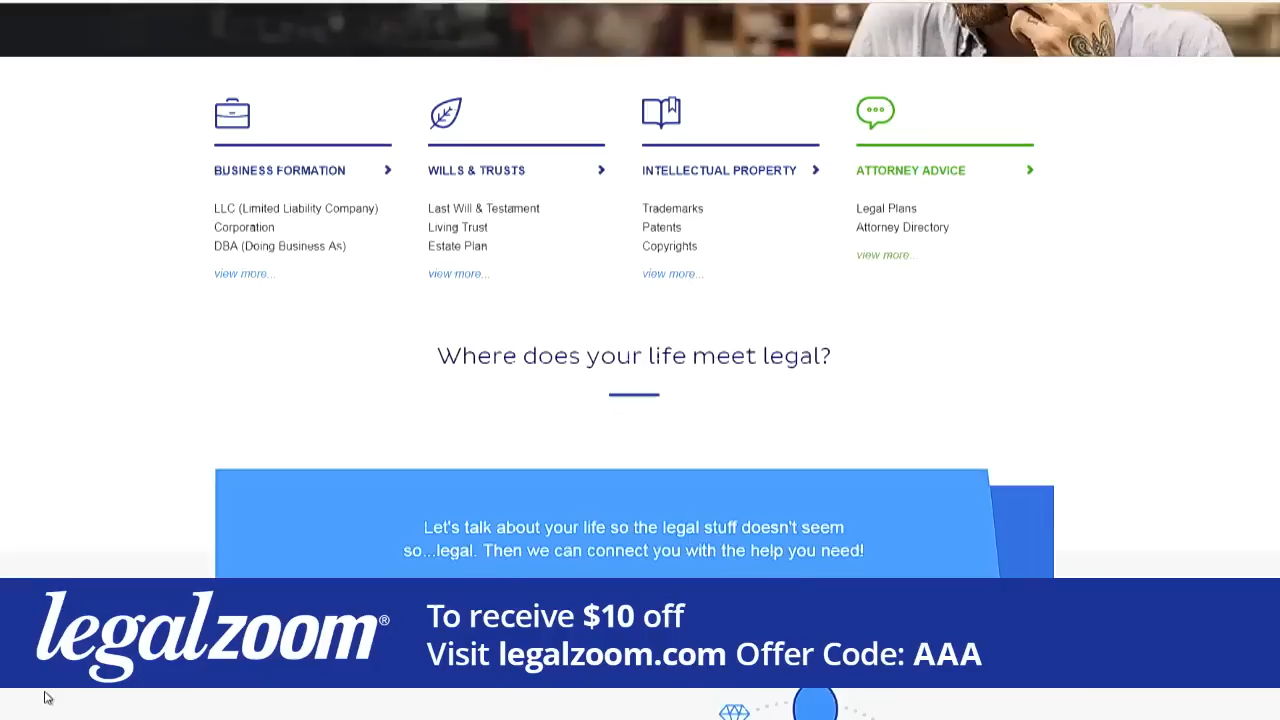 BUSINESS FORMATION
LLC (Limited Liability Company)
Corporation
DBA (Doing Business As)
view more...
WILLS & TRUSTS
Last Will & Testament
Living Trust
Estate Plan
view more...
INTELLECTUAL PROPERTY
Trademarks
Patents
Copyrights
view more...
ATTORNEY ADVICE
Legal Plans
Attorney Directory
view more...
Where does your life meet legal?
Let's talk about your life so the legal stuff doesn't seem
so...legal. Then we can connect you with the help you need!
legalzoom®
To receive $10 off
Visit legalzoom.com Offer Code: AAA